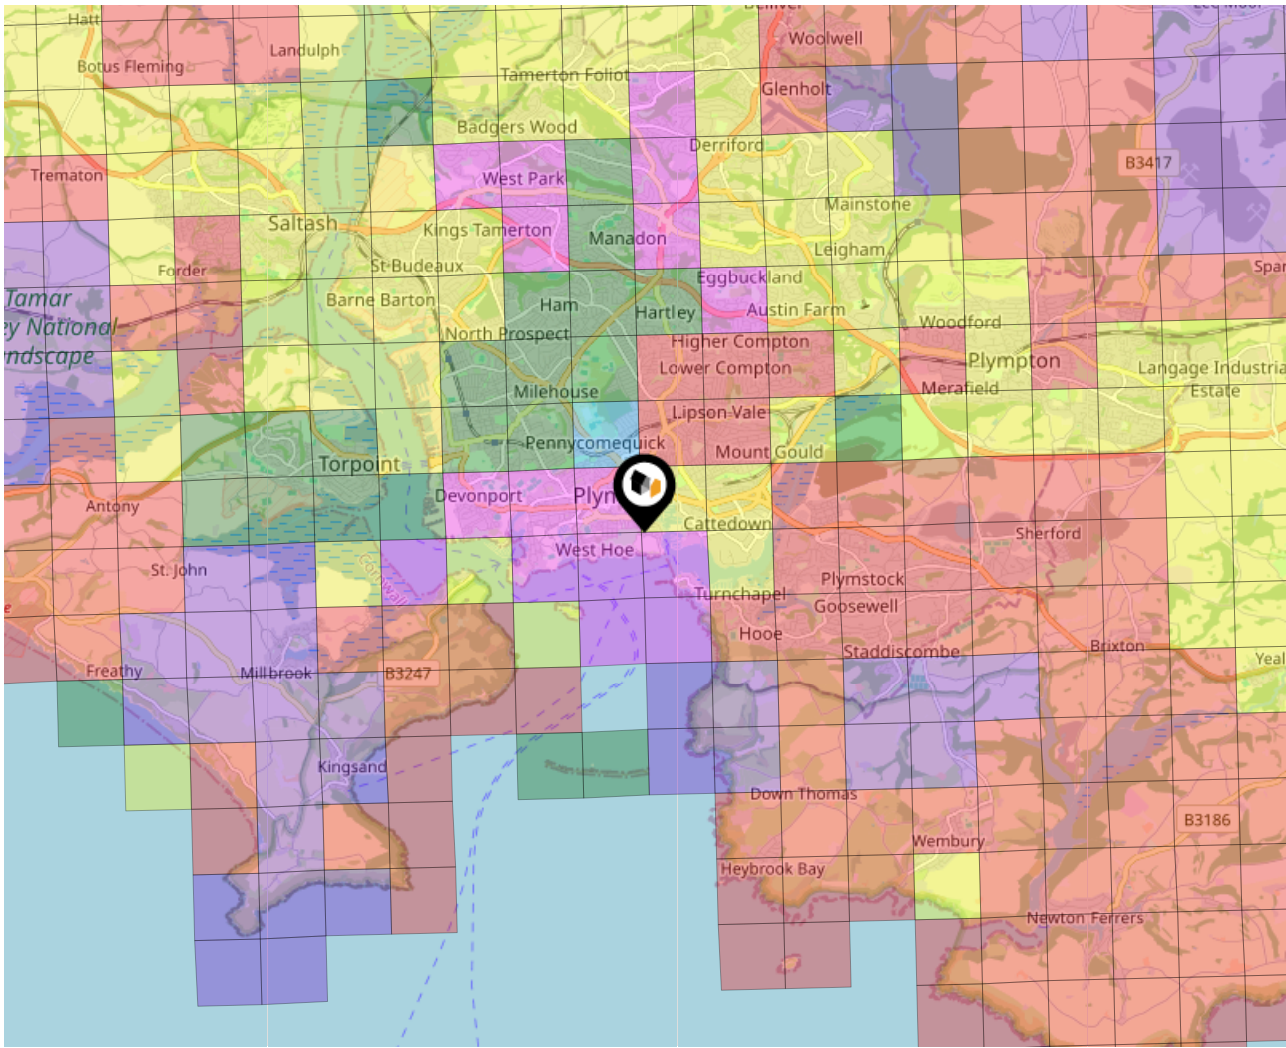 Hatt
Landulph
Botus Fleming
Woolwell
Tamerton Foliot
Glenholt
Badgers Wood
Derriford
B3417
Trematon
West Park
Mainstone
Saltash
Kings Tamerton
Manadon
Leigham
Forder
St Budeaux
Eggbuckland
Spar
Tamar
ey National
ndscape
Barne Barton
Ham
Hartley
Austin Farm
North Prospect
Woodford
Higher Compton
Lower Compton
Plympton
Langage Industria
Estate
Milehouse
Merafield
Lipson Vale
Pennycomequick
Mount Gould
Torpoint
Devonport
Plyn
Antony
Cattedown
Sherford
St. John
West Hoe
Cornwall
Plymstock
Turnchapel
Goosewell
Hooe
Staddiscombe
Brixton
Freathy
Millbrook
B3247
Yeal
Kingsand
Down Thomas
B3186
Wembury
Heybrook Bay
Newton Ferrers